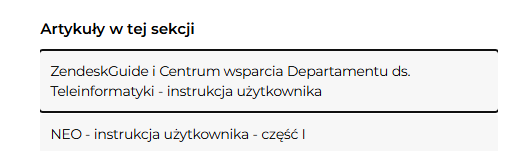 Artykuły w tej sekcji
ZendeskGuide i Centrum wsparcia Departamentu ds.
Teleinformatyki - instrukcja użytkownika
NEO - instrukcja użytkownika - część I